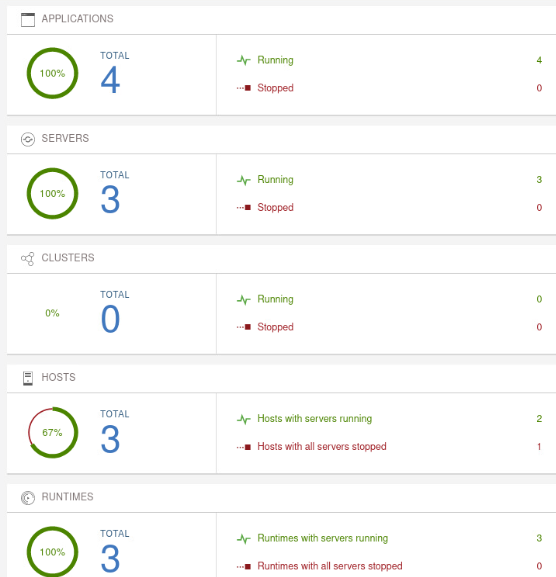 APPLICATIONS
100%
TOTAL
4
Running 4
Stopped 0
SERVERS
100%
TOTAL
3
Running 3
Stopped 0
CLUSTERS
0%
TOTAL
0
Running 0
Stopped 0
HOSTS
67%
TOTAL
3
Hosts with servers running 2
Hosts with all servers stopped 1
RUNTIMES
100%
TOTAL
3
Runtimes with servers running 3
Runtimes with all servers stopped 0